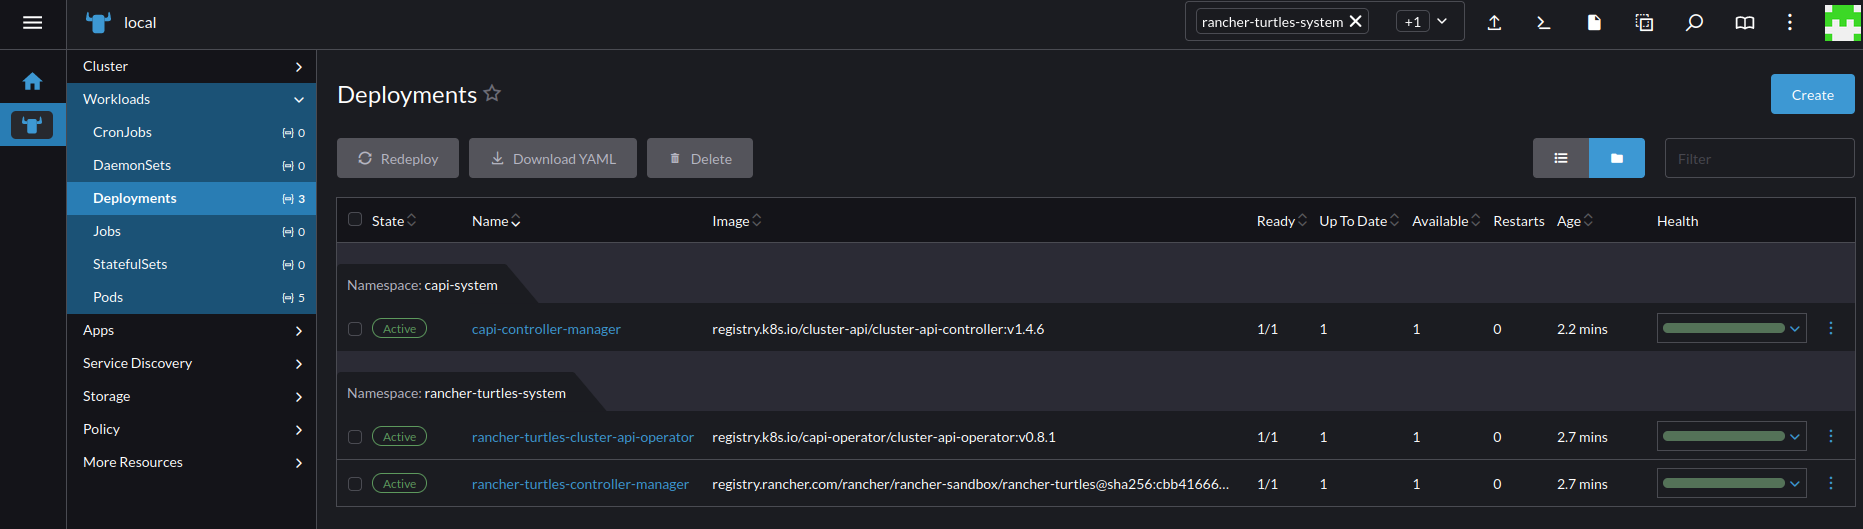 local
rancher-turtles-system
+1
Cluster
Workloads
CronJobs 0
DaemonSets 0
Deployments 3
Jobs 0
StatefulSets 0
Pods 5
Apps
Service Discovery
Storage
Policy
More Resources
Deployments
Create
Redeploy
Download YAML
Delete
Filter
State Name Image Ready Up To Date Available Restarts Age Health
Namespace: capi-system
Active capi-controller-manager registry.k8s.io/cluster-api/cluster-api-controller:v1.4.6 1/1 1 1 0 2.2 mins
Namespace: rancher-turtles-system
Active rancher-turtles-cluster-api-operator registry.k8s.io/capi-operator/cluster-api-operator:v0.8.1 1/1 1 1 0 2.7 mins
Active rancher-turtles-controller-manager registry.rancher.com/rancher/rancher-sandbox/rancher-turtles@sha256:cbb41666... 1/1 1 1 0 2.7 mins